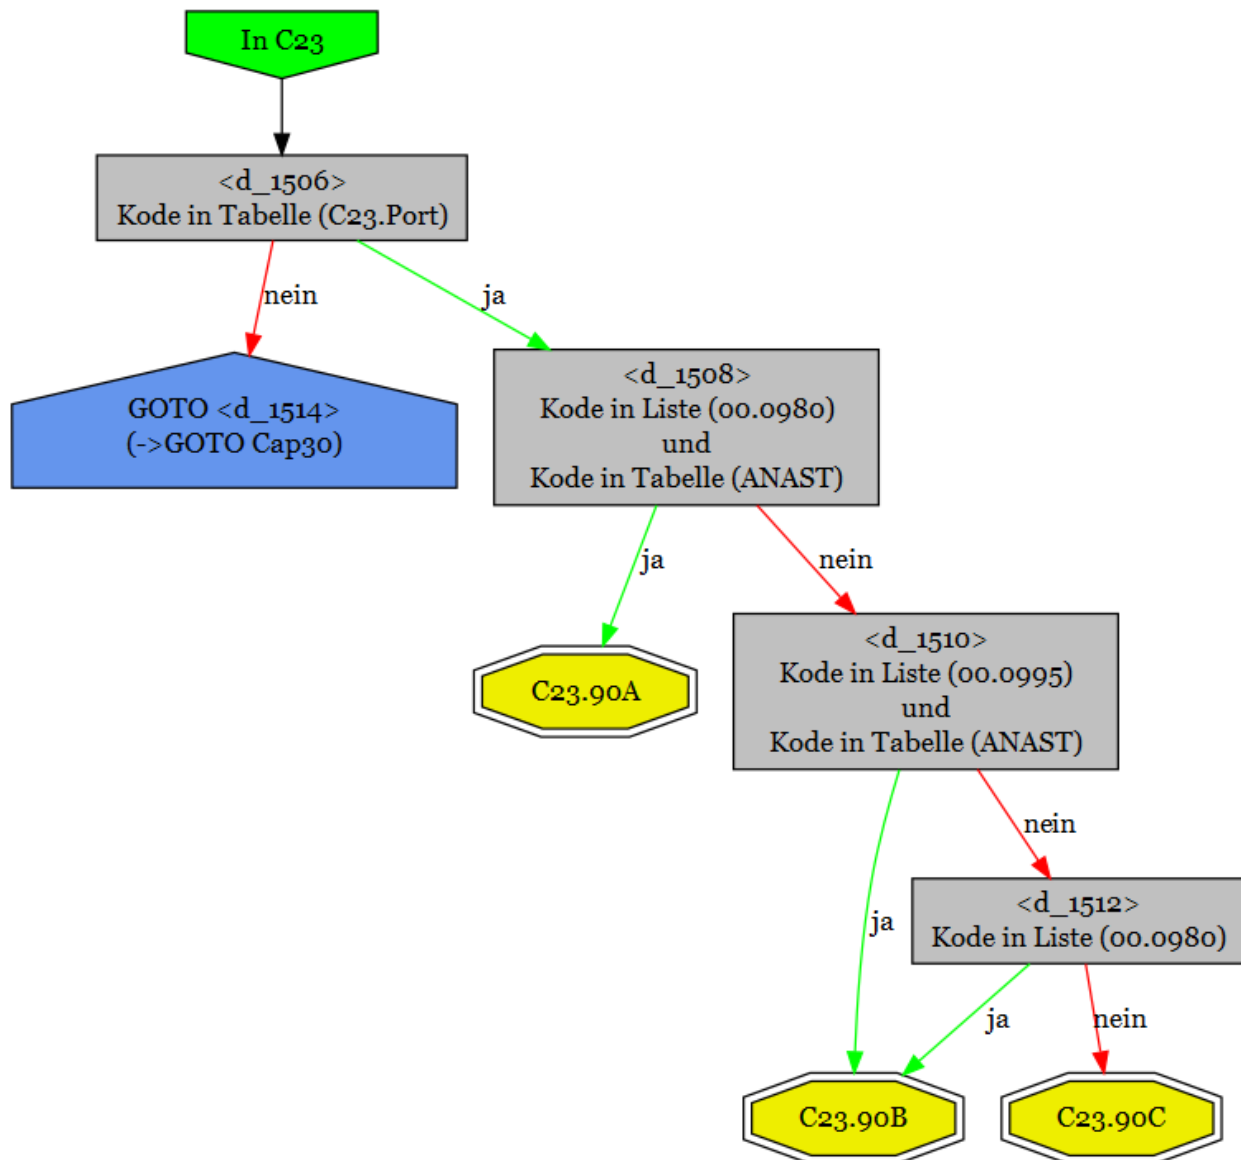 In C23
<d_1506>
Kode in Tabelle (C23.Port)
nein
ja
GOTO <d_1514>
(->GOTO Cap30)
<d_1508>
Kode in Liste (00.0980)
und
Kode in Tabelle (ANAST)
ja
nein
C23.90A
<d_1510>
Kode in Liste (00.0995)
und
Kode in Tabelle (ANAST)
nein
ja
<d_1512>
Kode in Liste (00.0980)
ja
nein
C23.90B
C23.90C